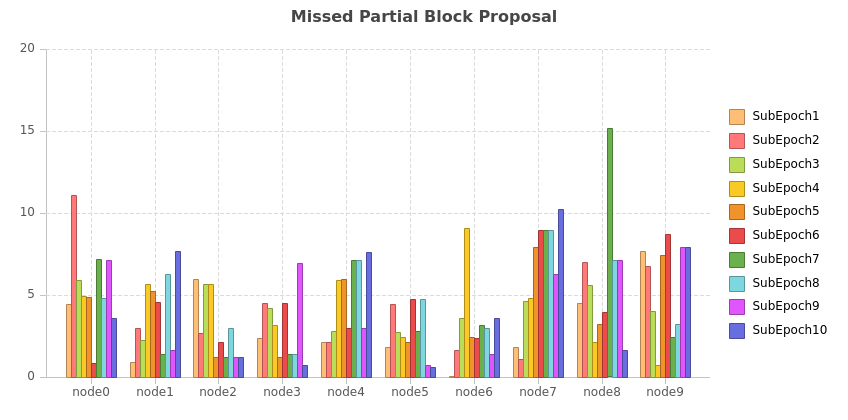 Missed Partial Block Proposal
20
15
10
5
0
node0 node1 node2 node3 node4 node5 node6 node7 node8 node9
SubEpoch1
SubEpoch2
SubEpoch3
SubEpoch4
SubEpoch5
SubEpoch6
SubEpoch7
SubEpoch8
SubEpoch9
SubEpoch10